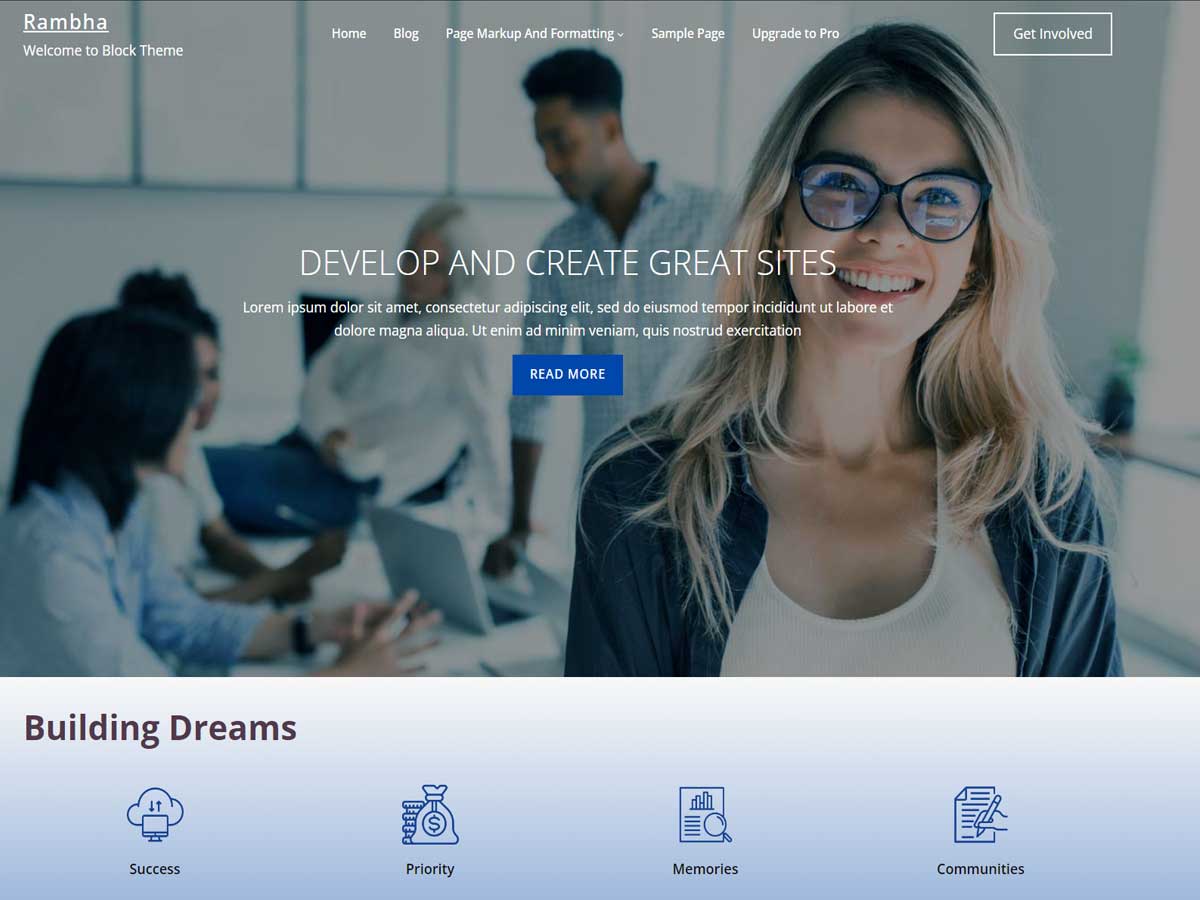 Rambha
Welcome to Block Theme
Home Blog Page Markup And Formatting Sample Page Upgrade to Pro
Get Involved
DEVELOP AND CREATE GREAT SITES
Lorem ipsum dolor sit amet, consectetur adipiscing elit, sed do eiusmod tempor incididunt ut labore et
dolore magna aliqua. Ut enim ad minim veniam, quis nostrud exercitation
READ MORE
Building Dreams
$
Success Priority Memories Communities